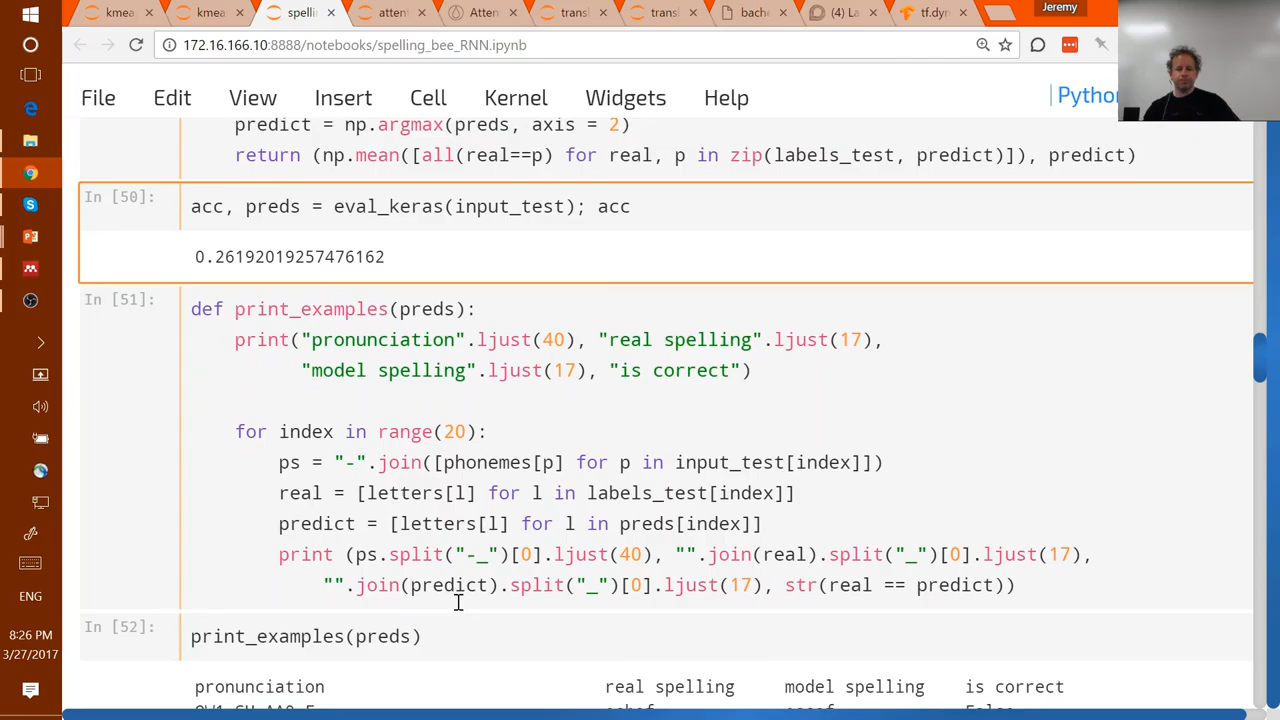 kmea
kmea
spelli
attent
Atten
transl
transl
bache
(4) La
tf.dyn
Jeremy
172.16.166.10:8888/notebooks/spelling_bee_RNN.ipynb
File Edit View Insert Cell Kernel Widgets Help
Pytho
predict = np.argmax(preds, axis = 2)
return (np.mean([all(real==p) for real, p in zip(labels_test, predict)]), predict)
In [50]:
acc, preds = eval_keras(input_test); acc
0.26192019257476162
In [51]:
def print_examples(preds):
print("pronunciation".ljust(40), "real spelling".ljust(17),
"model spelling".ljust(17), "is correct")
for index in range(20):
ps = "-".join([phonemes[p] for p in input_test[index]])
real = [letters[l] for l in labels_test[index]]
predict = [letters[l] for l in preds[index]]
print (ps.split("-_")[0].ljust(40), "".join(real).split("_")[0].ljust(17),
"".join(predict).split("_")[0].ljust(17), str(real == predict))
In [52]:
print_examples(preds)
pronunciation real spelling model spelling is correct
ENG
8:26 PM
3/27/2017